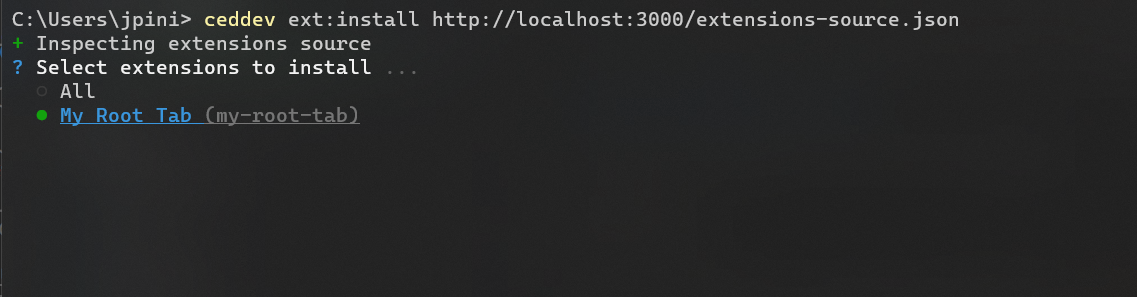 C:\Users\jpini> ceddev ext:install http://localhost:3000/extensions-source.json
+ Inspecting extensions source
? Select extensions to install ...
○ All
● My Root Tab (my-root-tab)